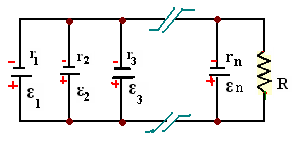 - r₁ - r₂ - r₃ - rₙ
R
+ ε₁ + ε₂ + ε₃ + εn